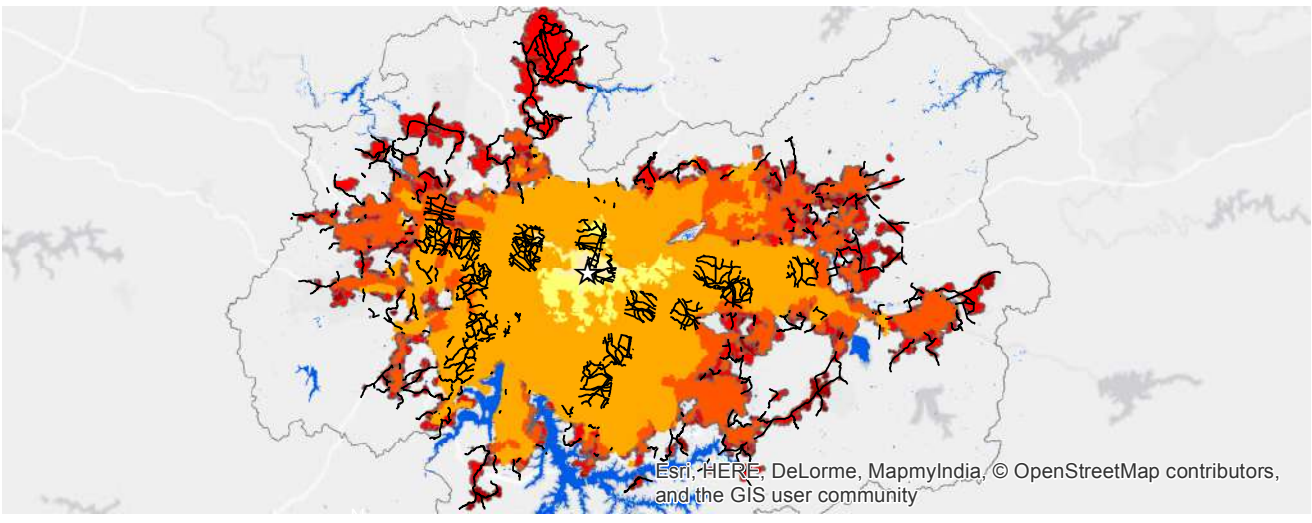 Esri, HERE, DeLorme, MapmyIndia, © OpenStreetMap contributors,
and the GIS user community